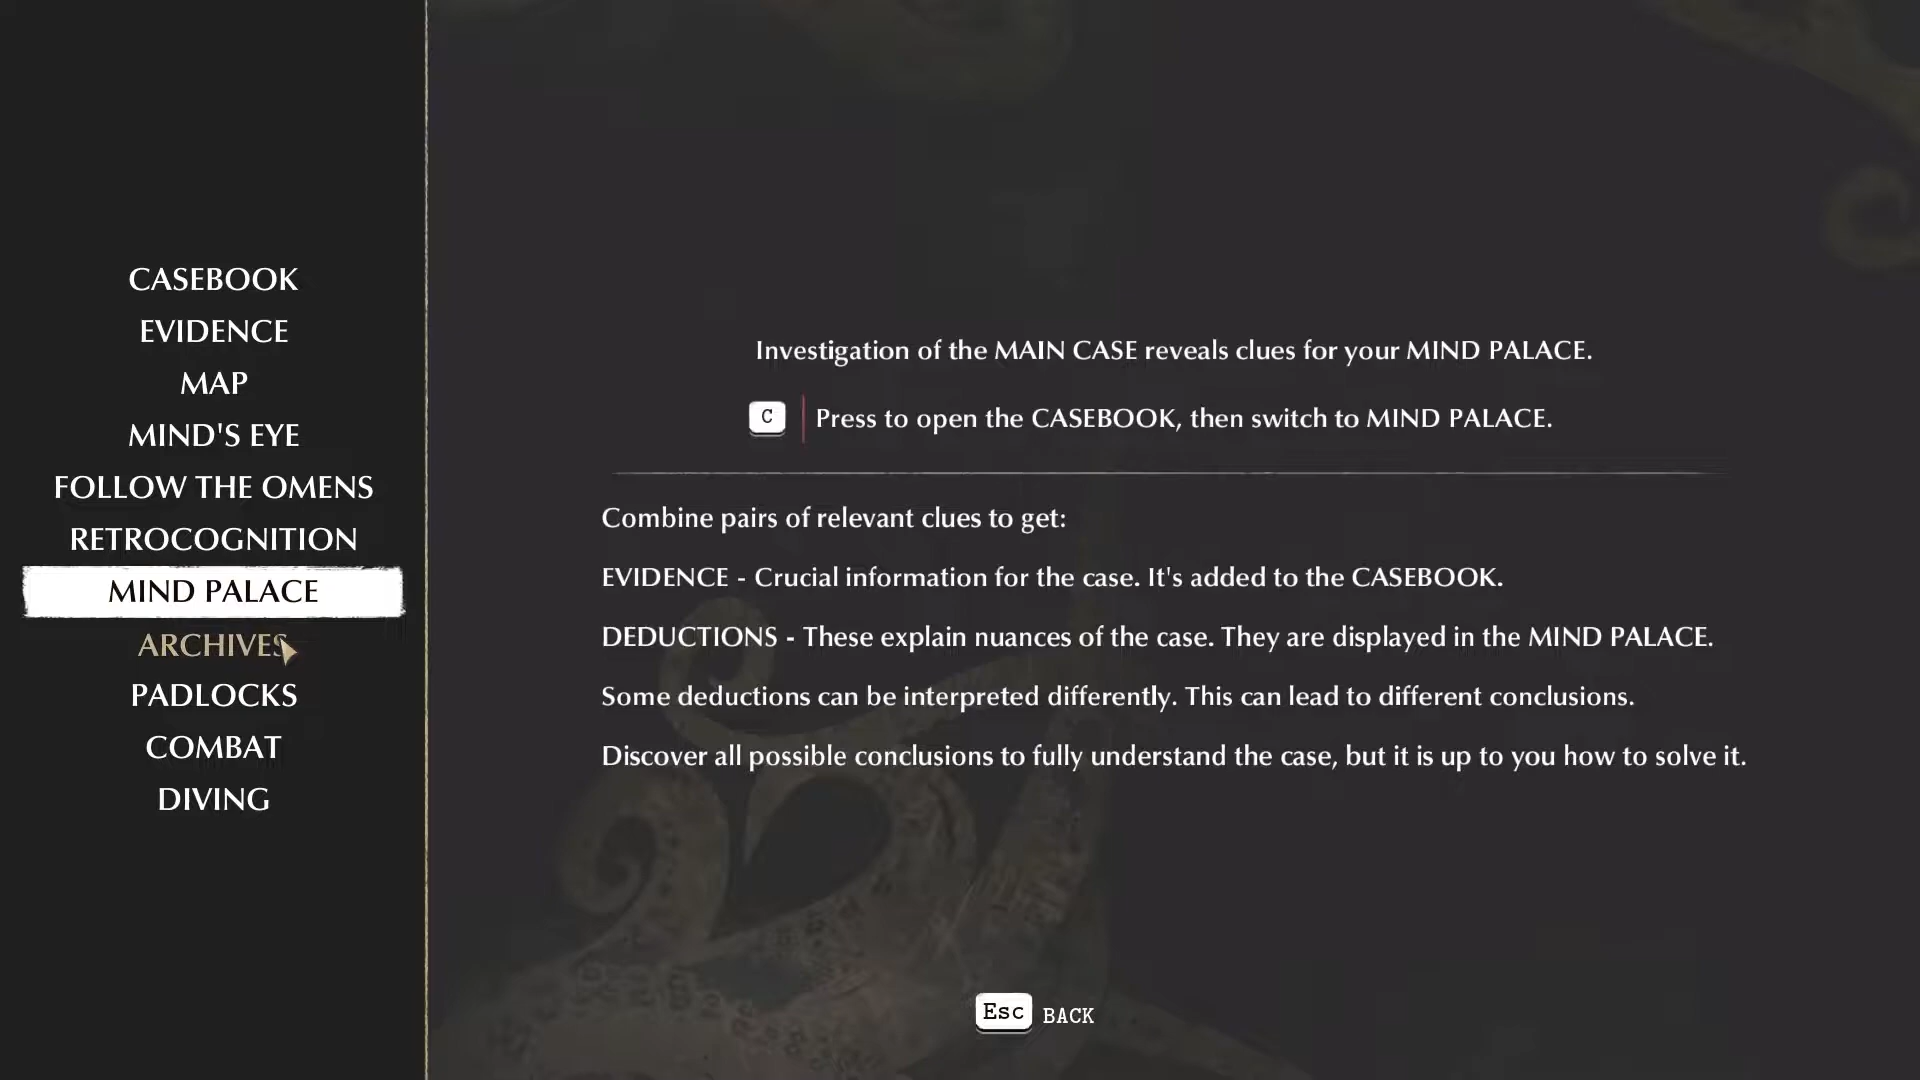 CASEBOOK
EVIDENCE
MAP
MIND'S EYE
FOLLOW THE OMENS
RETROCOGNITION
MIND PALACE
ARCHIVES
PADLOCKS
COMBAT
DIVING
Investigation of the MAIN CASE reveals clues for your MIND PALACE.
C Press to open the CASEBOOK, then switch to MIND PALACE.
Combine pairs of relevant clues to get:
EVIDENCE - Crucial information for the case. It's added to the CASEBOOK.
DEDUCTIONS - These explain nuances of the case. They are displayed in the MIND PALACE.
Some deductions can be interpreted differently. This can lead to different conclusions.
Discover all possible conclusions to fully understand the case, but it is up to you how to solve it.
Esc BACK